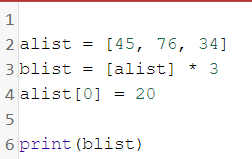 1
2 alist = [45, 76, 34]
3 blist = [alist] * 3
4 alist[0] = 20
5
6 print(blist)